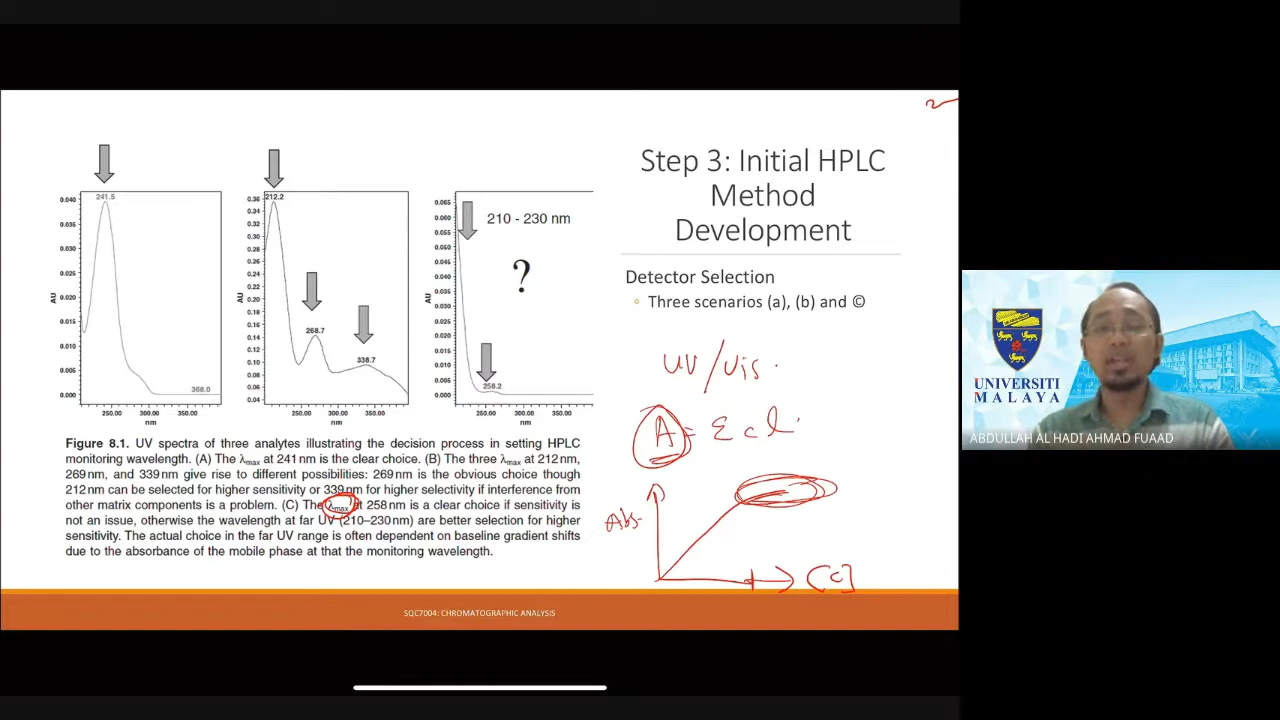 Step 3: Initial HPLC
Method
Development
Detector Selection
Three scenarios (a), (b) and ©
UV/Vis
A = εcl
Abs
[C]
241.5
0.040
0.035
0.030
0.025
0.020
0.015
0.010
0.005
0.000
AU
368.0
250.00 300.00 350.00
nm
212.2
0.36
0.34
0.32
0.30
0.28
0.26
0.24
0.22
0.20
0.18
0.16
0.14
0.12
0.10
0.08
0.06
0.04
AU
268.7
338.7
250.00 300.00 350.00
nm
210 - 230 nm
?
0.065
0.060
0.055
0.050
0.045
0.040
0.035
0.030
0.025
0.020
0.015
0.010
0.005
0.000
AU
258.2
250.00 300.00 350.00
nm
Figure 8.1. UV spectra of three analytes illustrating the decision process in setting HPLC
monitoring wavelength. (A) The λmax at 241 nm is the clear choice. (B) The three λmax at 212 nm,
269 nm, and 339 nm give rise to different possibilities: 269 nm is the obvious choice though
212 nm can be selected for higher sensitivity or 339 nm for higher selectivity if interference from
other matrix components is a problem. (C) The λmax at 258 nm is a clear choice if sensitivity is
not an issue, otherwise the wavelength at far UV (210–230 nm) are better selection for higher
sensitivity. The actual choice in the far UV range is often dependent on baseline gradient shifts
due to the absorbance of the mobile phase at that the monitoring wavelength.
SQC7004: CHROMATOGRAPHIC ANALYSIS
UNIVERSITI
MALAYA
ABDULLAH AL HADI AHMAD FUAAD